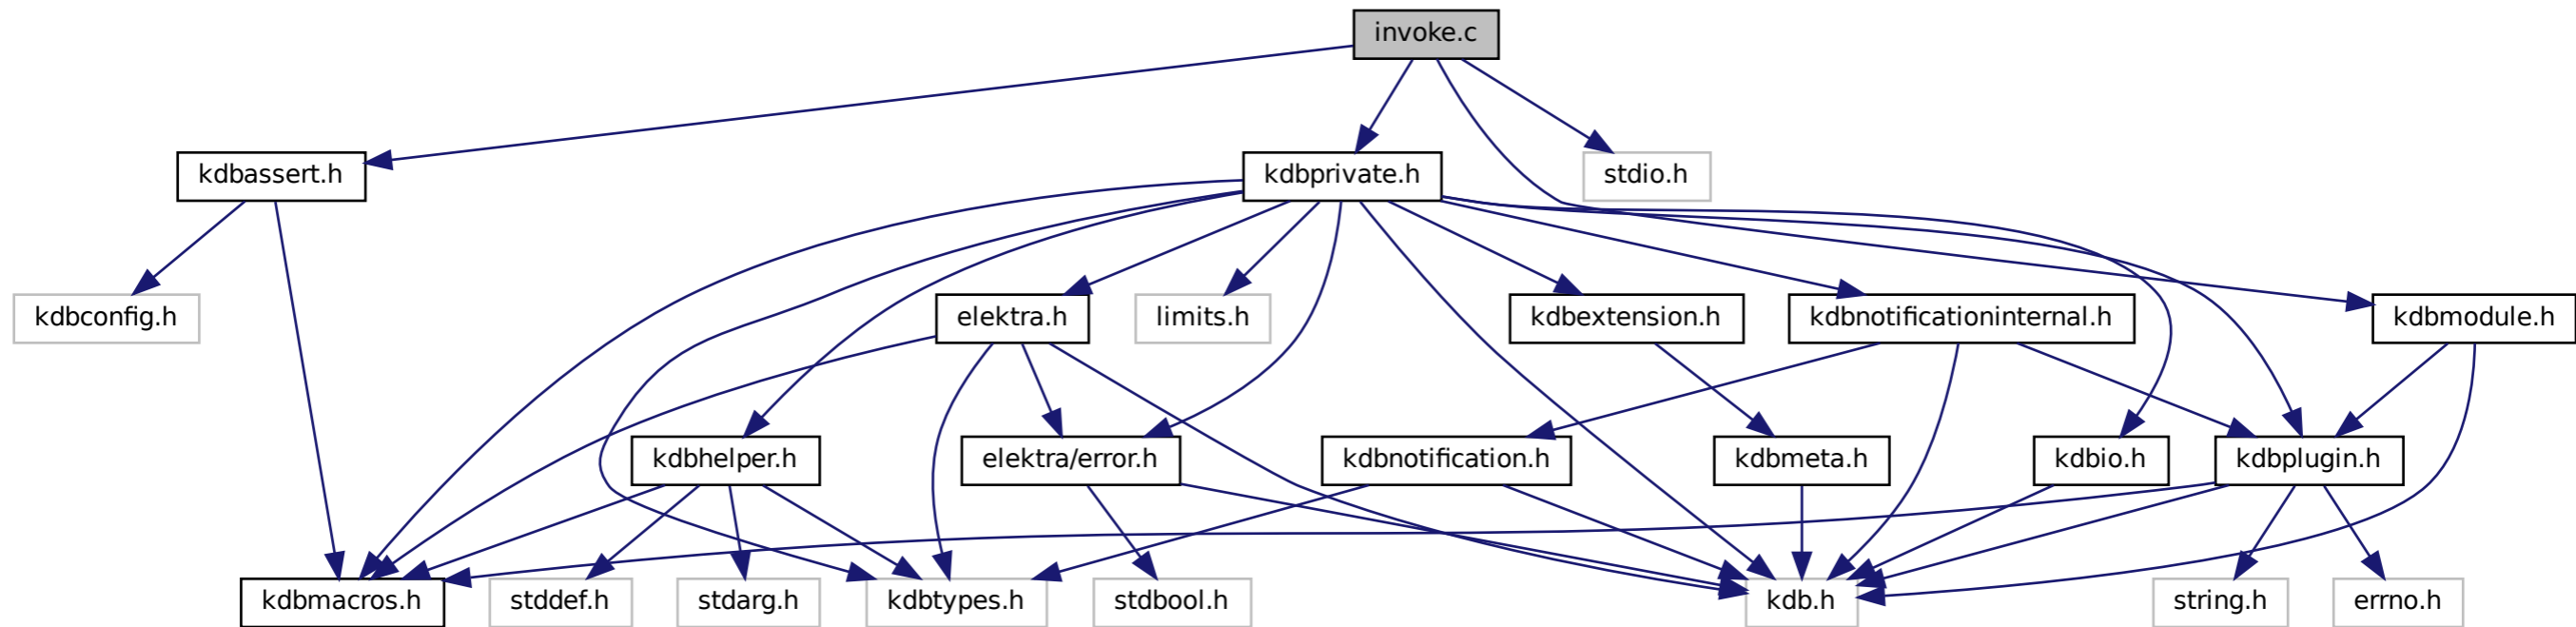 invoke.c
kdbassert.h
kdbprivate.h
stdio.h
kdbconfig.h
elektra.h
limits.h
kdbextension.h
kdbnotificationinternal.h
kdbmodule.h
kdbhelper.h
elektra/error.h
kdbnotification.h
kdbmeta.h
kdbio.h
kdbplugin.h
kdbmacros.h
stddef.h
stdarg.h
kdbtypes.h
stdbool.h
kdb.h
string.h
errno.h